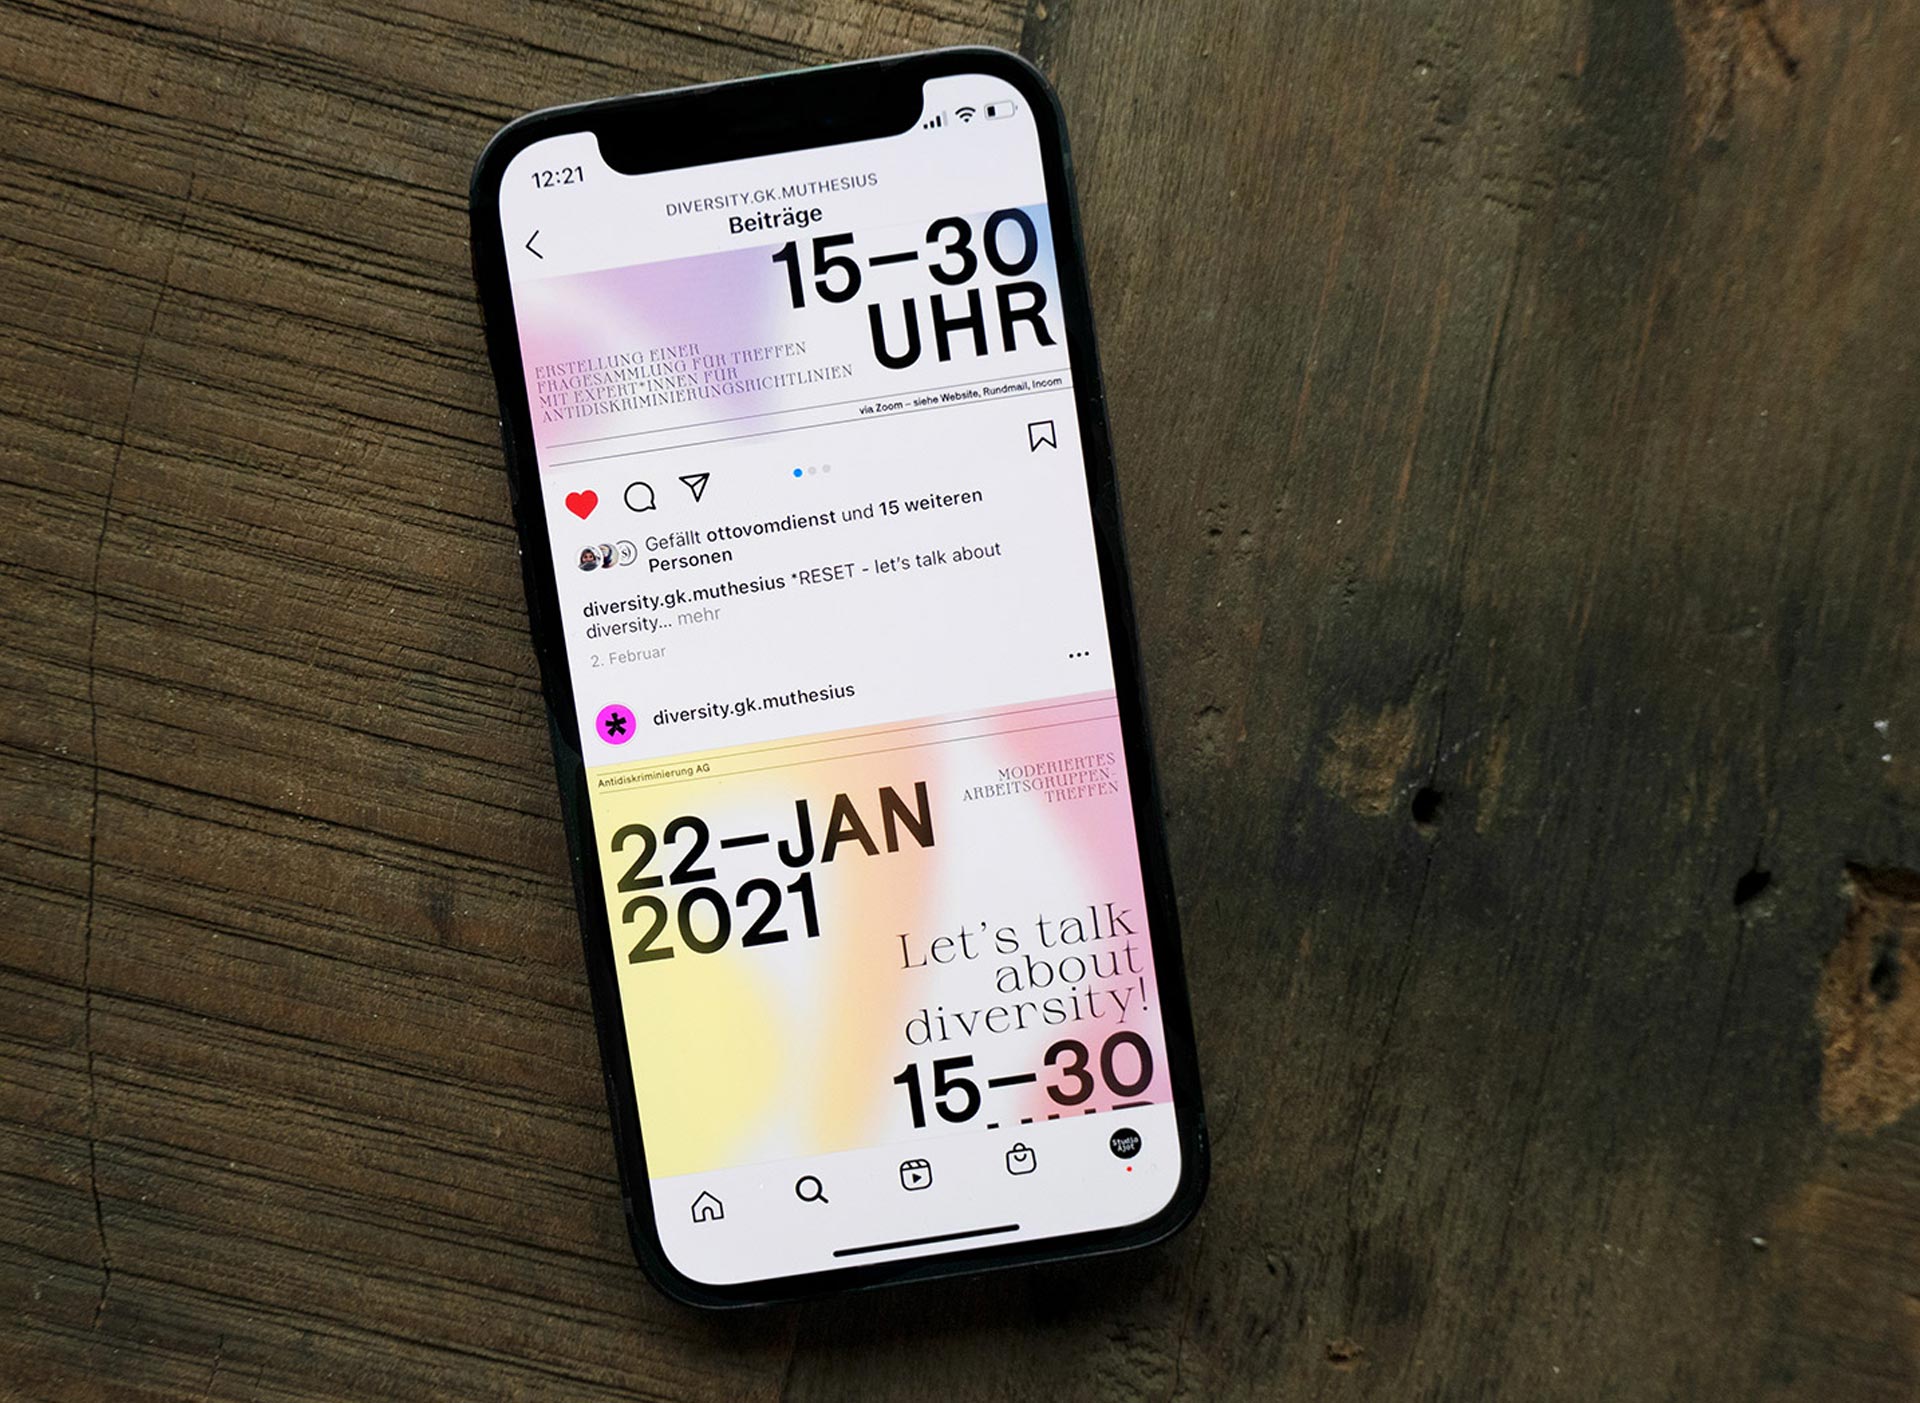 12:21
DIVERSITY.GK.MUTHESIUS
Beiträge
15–30
UHR
ERSTELLUNG EINER
FRAGESAMMLUNG FÜR TREFFEN
MIT EXPERT*INNEN FÜR
ANTIDISKRIMINIERUNGSRICHTLINIEN
via Zoom – siehe Website, Rundmail, Incom
Gefällt ottovomdienst und 15 weiteren
Personen
diversity.gk.muthesius *RESET - let's talk about
diversity... mehr
2. Februar
diversity.gk.muthesius
Antidiskriminierung AG
22–JAN
2021
MODERIERTES
ARBEITSGRUPPEN-
TREFFEN
Let's talk
about
diversity!
15–30
Studio
Ajot